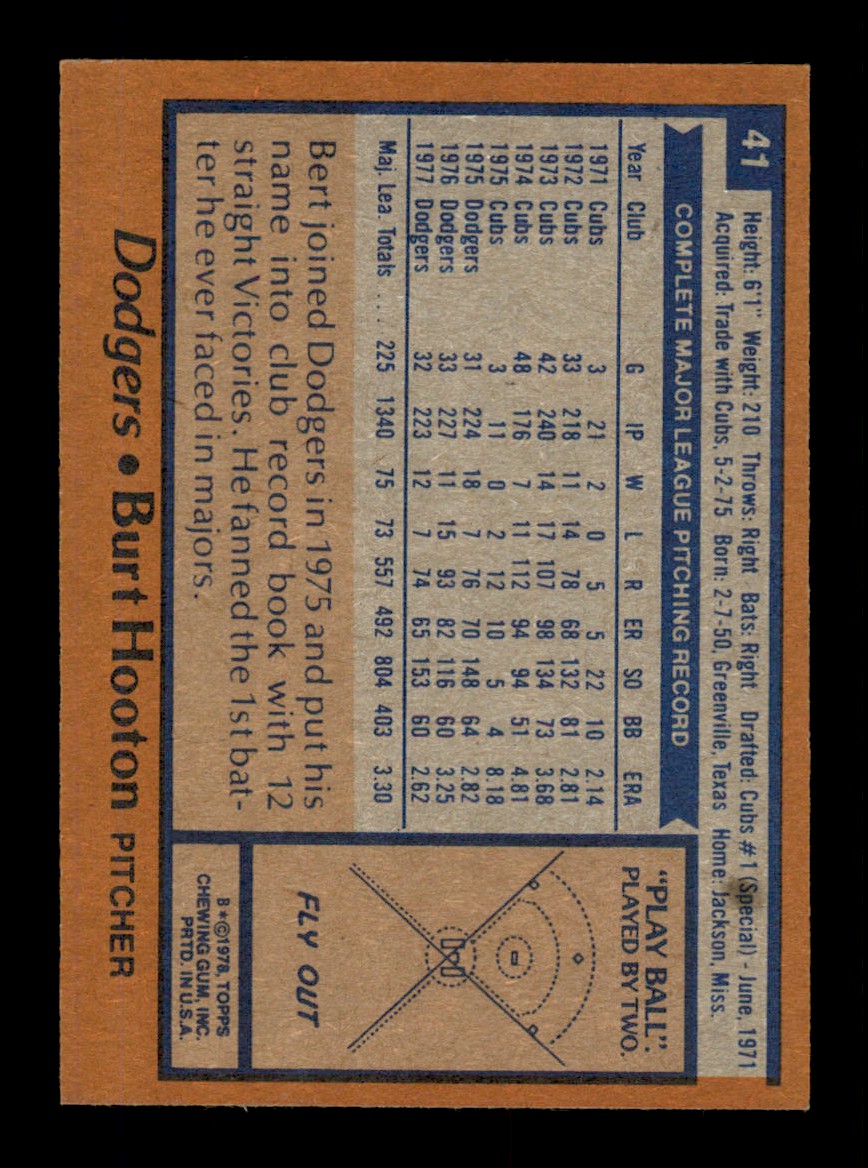 41
Height: 6'1" Weight: 210 Throws: Right Bats: Right Drafted: Cubs #1 (Special) - June, 1971
Acquired: Trade with Cubs, 5-2-75 Born: 2-7-50, Greenville, Texas Home: Jackson, Miss.
COMPLETE MAJOR LEAGUE PITCHING RECORD
Year Club G IP W L R ER SO BB ERA
1971 Cubs 3 21 2 0 5 5 22 10 2.14
1972 Cubs 33 218 11 14 78 68 132 81 2.81
1973 Cubs 42 240 14 17 107 98 134 73 3.68
1974 Cubs 48 176 7 11 112 94 94 51 4.81
1975 Cubs 3 11 0 2 12 10 5 4 8.18
1975 Dodgers 31 224 18 7 76 70 148 64 2.82
1976 Dodgers 33 227 11 15 93 82 116 60 3.25
1977 Dodgers 32 223 12 7 74 65 153 60 2.62
Maj. Lea. Totals .... 225 1340 75 73 557 492 804 403 3.30
Bert joined Dodgers in 1975 and put his
name into club record book with 12
straight Victories. He fanned the 1st bat-
ter he ever faced in majors.
"PLAY BALL":
PLAYED BY TWO.
FLY OUT
B*©1978, TOPPS
CHEWING GUM, INC.
PRTD. IN U.S.A.
Dodgers • Burt Hooton PITCHER